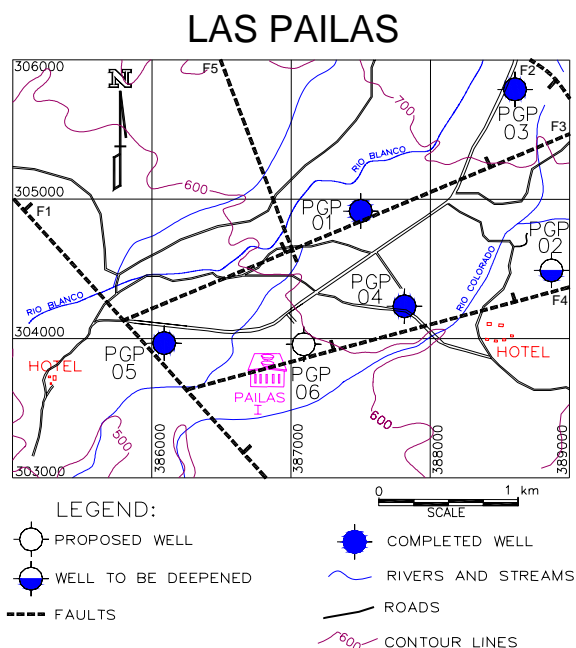 LAS PAILAS
306000
F5
F2
N
700
PGP
03
F3
RIO BLANCO
305000
600
F1
PGP
01
PGP
02
RIO COLORADO
PGP
04
RIO BLANCO
F4
304000
HOTEL
PGP
05
PAILAS
I
PGP
06
HOTEL
500
600
303000
386000
387000
388000
389000
LEGEND:
0 1 km
SCALE
PROPOSED WELL
COMPLETED WELL
WELL TO BE DEEPENED
RIVERS AND STREAMS
FAULTS
ROADS
600
CONTOUR LINES